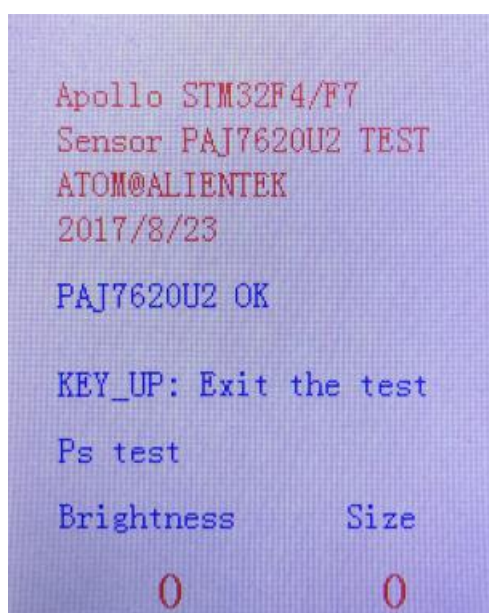 Apollo STM32F4/F7
Sensor PAJ7620U2 TEST
ATOM@ALIENTEK
2017/8/23
PAJ7620U2 OK
KEY_UP: Exit the test
Ps test
Brightness Size
0 0